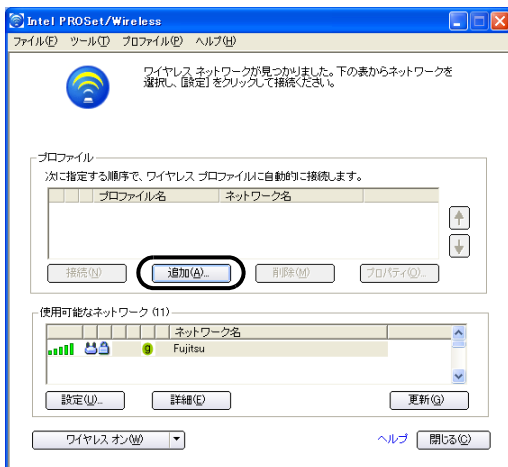 Intel PROSet/Wireless
ファイル(F) ツール(T) プロファイル(P) ヘルプ(H)
ワイヤレス ネットワークが見つかりました。下の表からネットワークを
選択し、[設定] をクリックして接続ください。
プロファイル
次に指定する順序で、ワイヤレス プロファイルに自動的に接続します。
プロファイル名 ネットワーク名
接続(N) 追加(A)... 削除(M) プロパティ(O)...
使用可能なネットワーク (11)
ネットワーク名
g Fujitsu
設定(U)... 詳細(E) 更新(G)
ワイヤレス オン(W) ヘルプ 閉じる(C)